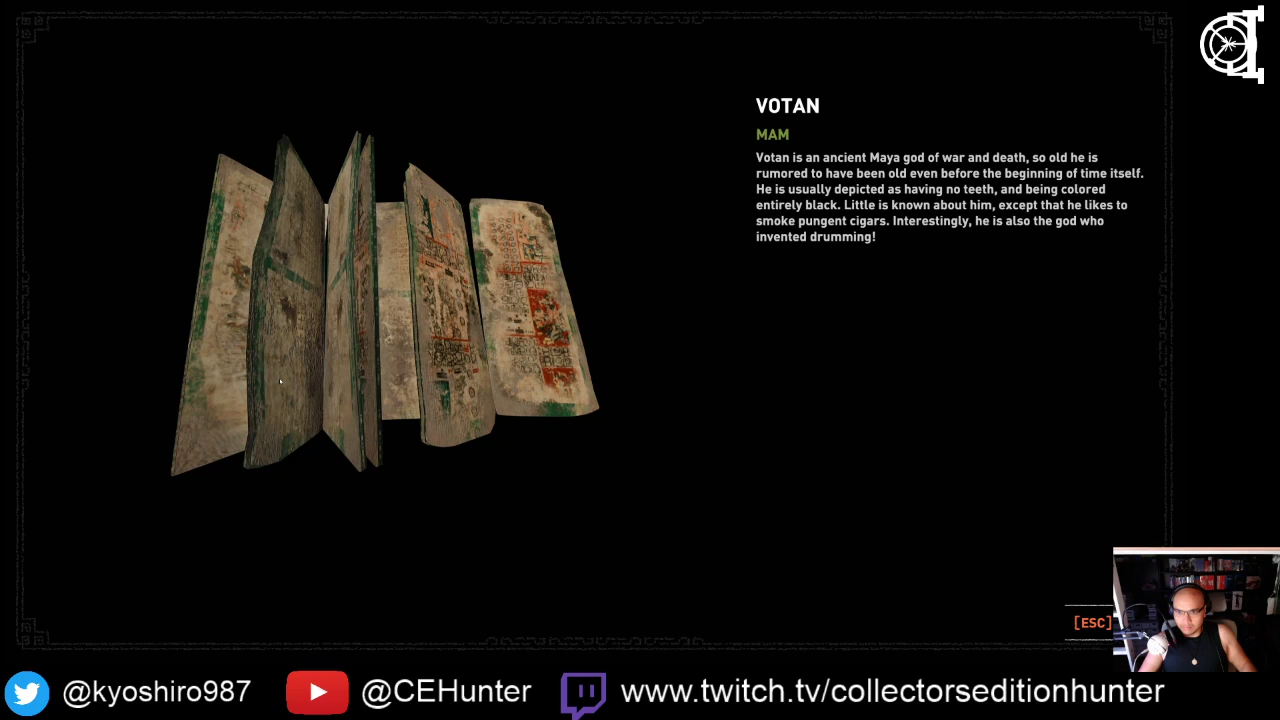 VOTAN
MAM
Votan is an ancient Maya god of war and death, so old he is
rumored to have been old even before the beginning of time itself.
He is usually depicted as having no teeth, and being colored
entirely black. Little is known about him, except that he likes to
smoke pungent cigars. Interestingly, he is also the god who
invented drumming!
[ESC]
@kyoshiro987 @CEHunter www.twitch.tv/collectorseditionhunter